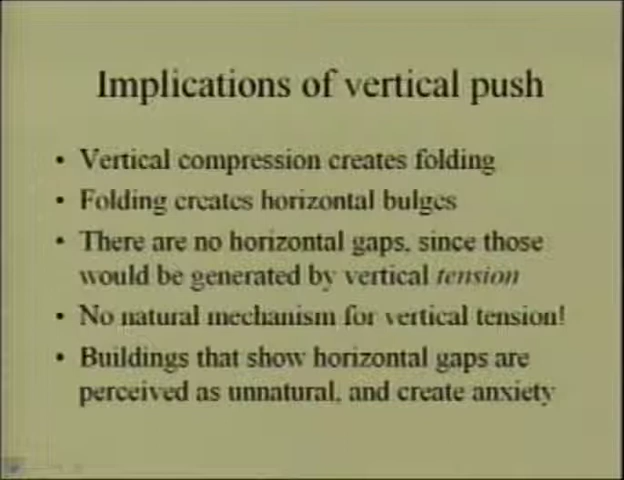 Implications of vertical push
• Vertical compression creates folding
• Folding creates horizontal bulges
• There are no horizontal gaps, since those
would be generated by vertical tension
• No natural mechanism for vertical tension!
• Buildings that show horizontal gaps are
perceived as unnatural, and create anxiety